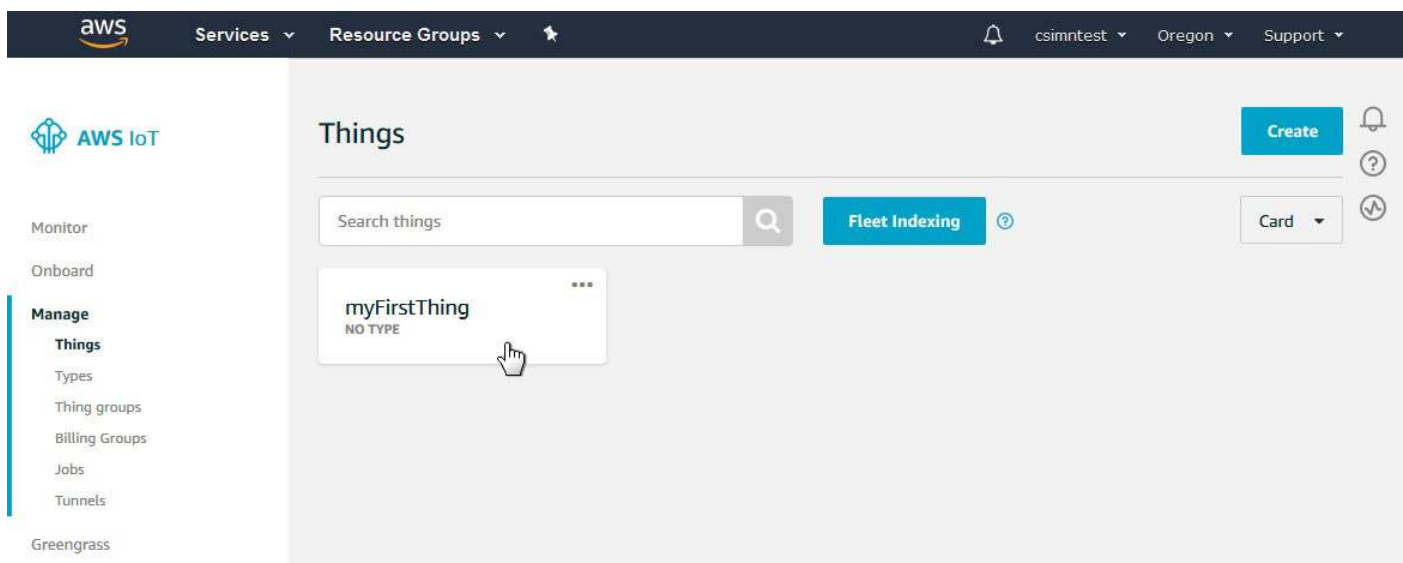 aws Services Resource Groups csimntest Oregon Support
AWS IoT
Things
Create
Monitor
Onboard
Manage
Things
Types
Thing groups
Billing Groups
Jobs
Tunnels
Greengrass
Search things
Fleet Indexing
Card
myFirstThing
NO TYPE